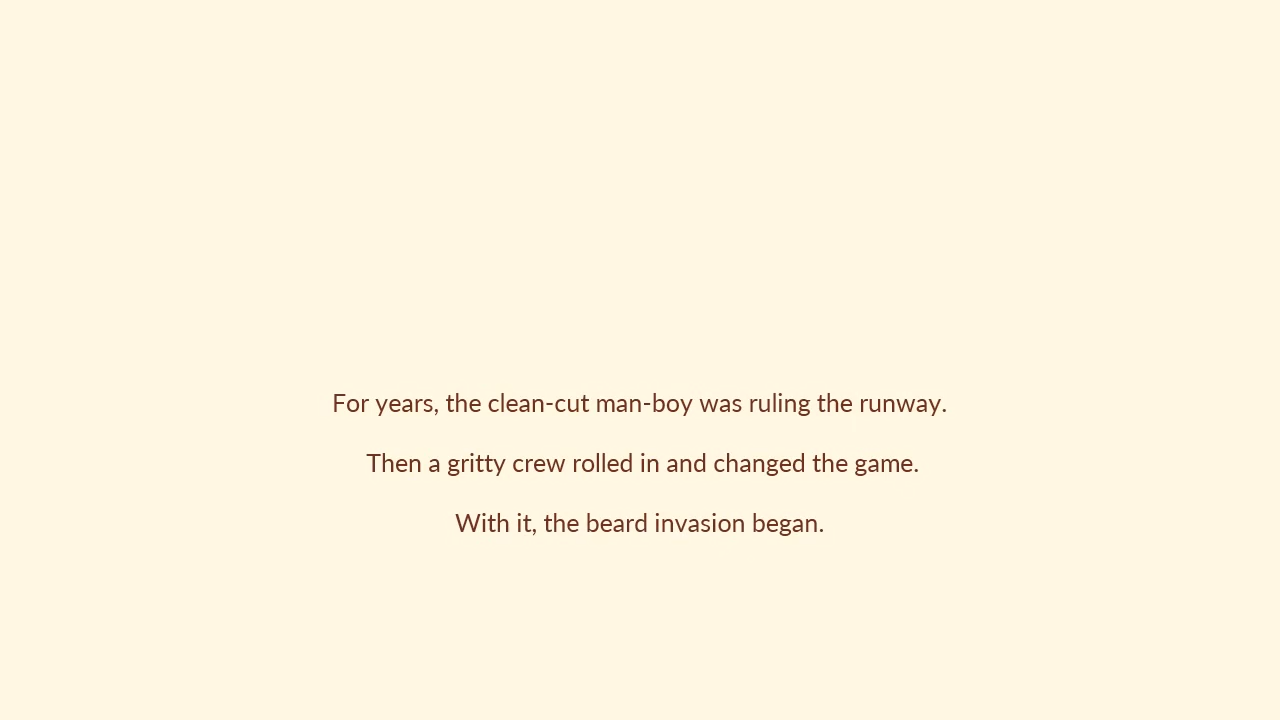 For years, the clean-cut man-boy was ruling the runway.
Then a gritty crew rolled in and changed the game.
With it, the beard invasion began.